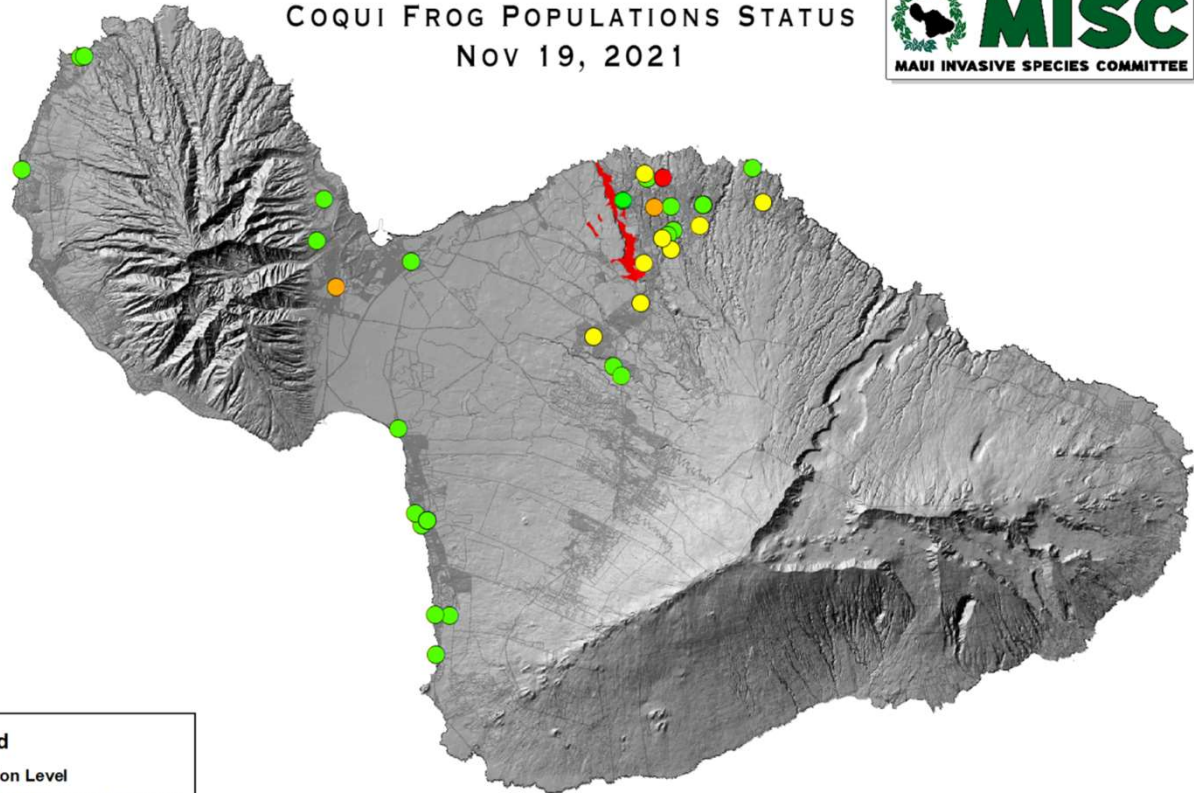 COQUI FROG POPULATIONS STATUS
NOV 19, 2021
MISC
MAUI INVASIVE SPECIES COMMITTEE
d
on Level